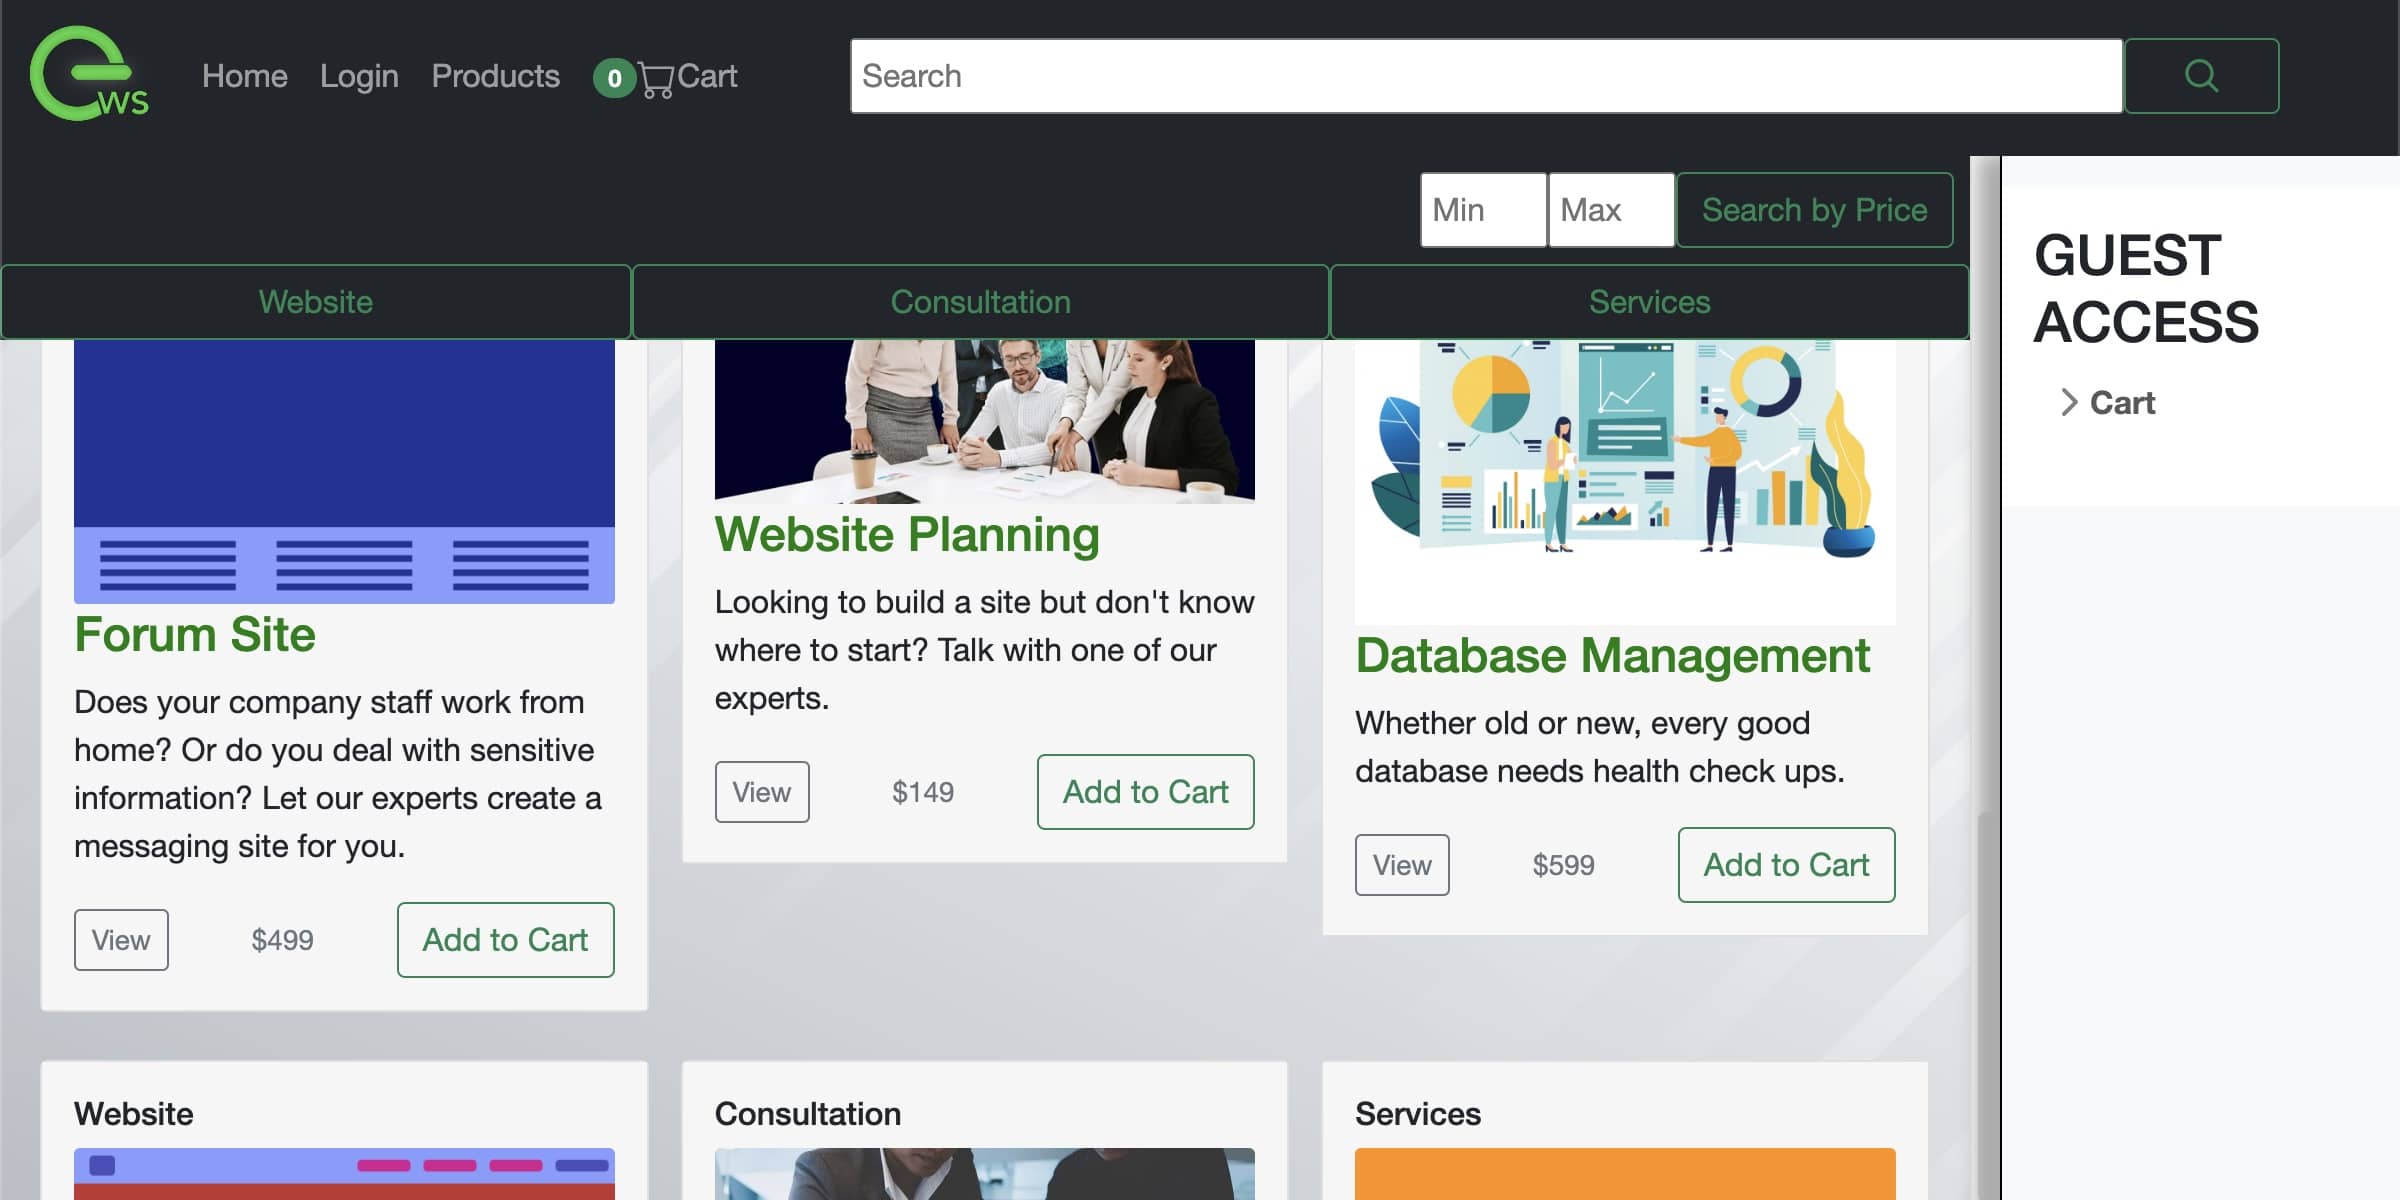 ws
Home Login Products 0 Cart
Search
Min Max Search by Price
Website Consultation Services
GUEST
ACCESS
Cart
Forum Site
Does your company staff work from
home? Or do you deal with sensitive
information? Let our experts create a
messaging site for you.
View $499 Add to Cart
Website Planning
Looking to build a site but don't know
where to start? Talk with one of our
experts.
View $149 Add to Cart
Database Management
Whether old or new, every good
database needs health check ups.
View $599 Add to Cart
Website
Consultation
Services